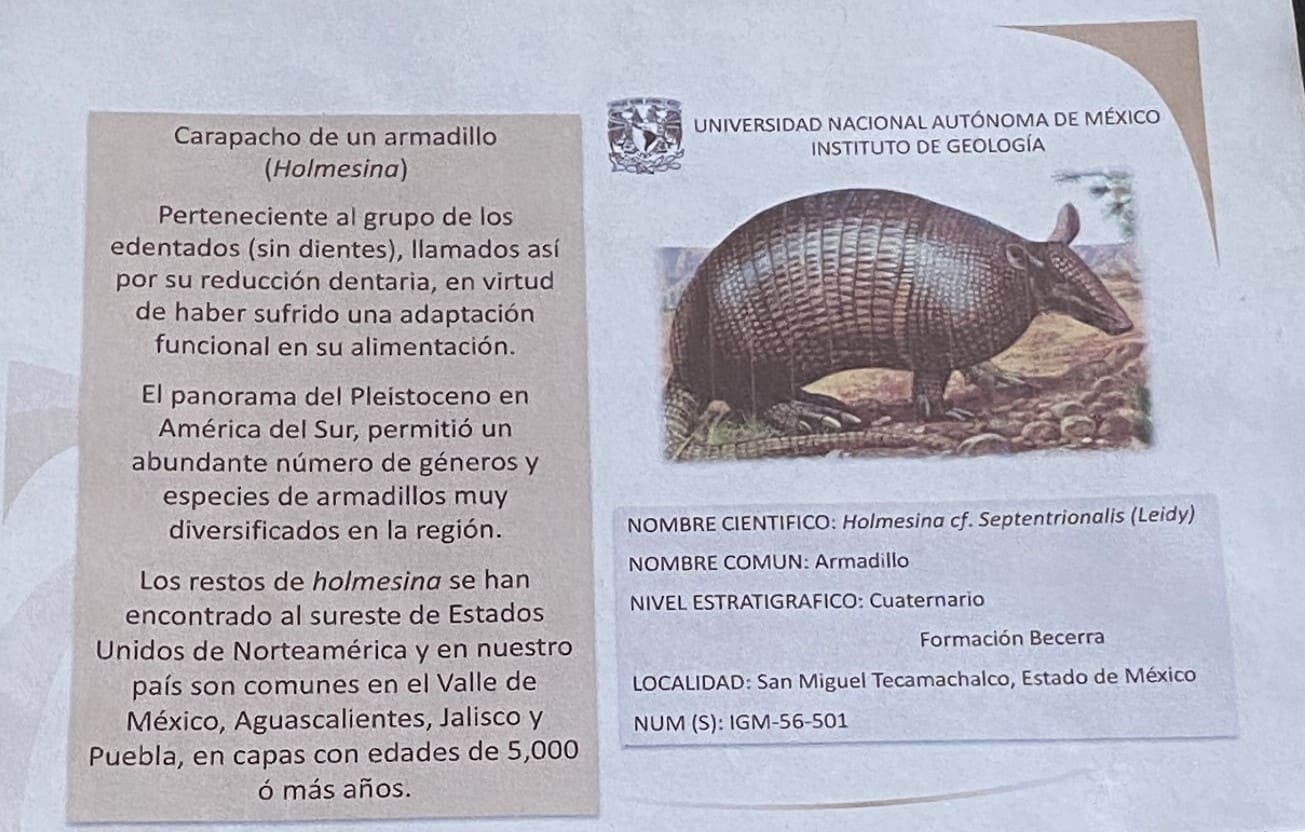 Carapacho de un armadillo
(Holmesina)
Perteneciente al grupo de los
edentados (sin dientes), llamados así
por su reducción dentaria, en virtud
de haber sufrido una adaptación
funcional en su alimentación.
El panorama del Pleistoceno en
América del Sur, permitió un
abundante número de géneros y
especies de armadillos muy
diversificados en la región.
Los restos de holmesina se han
encontrado al sureste de Estados
Unidos de Norteamérica y en nuestro
país son comunes en el Valle de
México, Aguascalientes, Jalisco y
Puebla, en capas con edades de 5,000
ó más años.
UNIVERSIDAD NACIONAL AUTÓNOMA DE MÉXICO
INSTITUTO DE GEOLOGÍA
NOMBRE CIENTIFICO: Holmesina cf. Septentrionalis (Leidy)
NOMBRE COMUN: Armadillo
NIVEL ESTRATIGRAFICO: Cuaternario
Formación Becerra
LOCALIDAD: San Miguel Tecamachalco, Estado de México
NUM (S): IGM-56-501